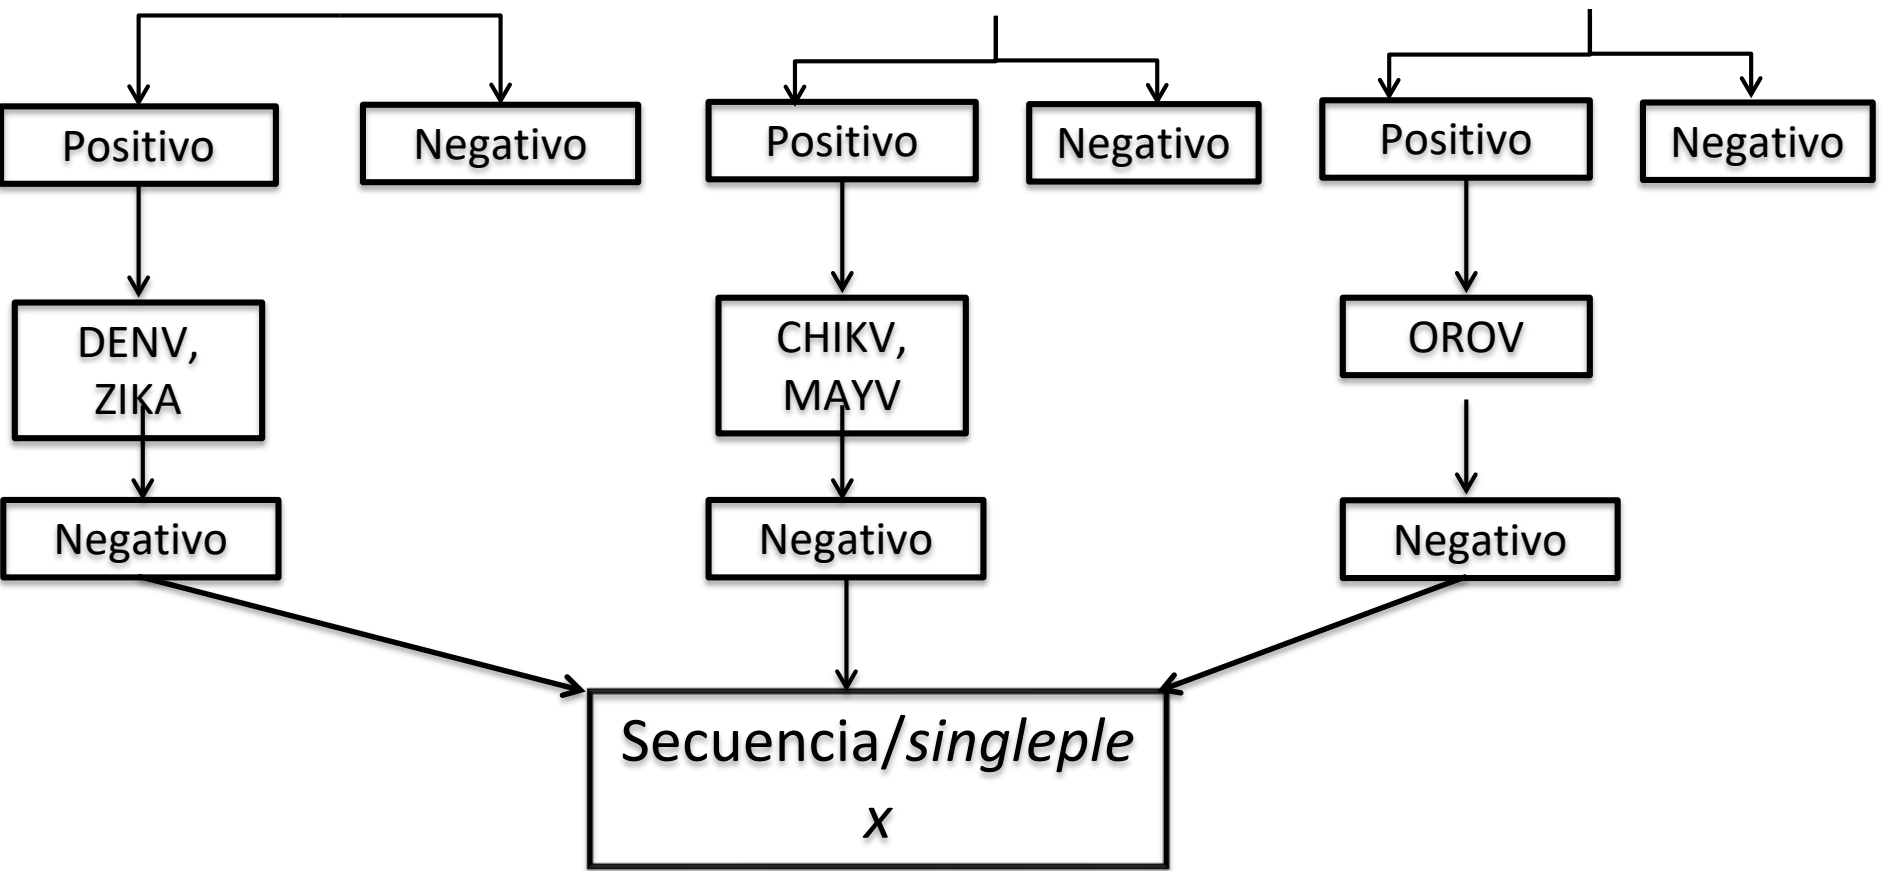 Positivo
Negativo
Positivo
Negativo
Positivo
Negativo
DENV,
ZIKA
CHIKV,
MAYV
OROV
Negativo
Negativo
Negativo
Secuencia/singleple
x